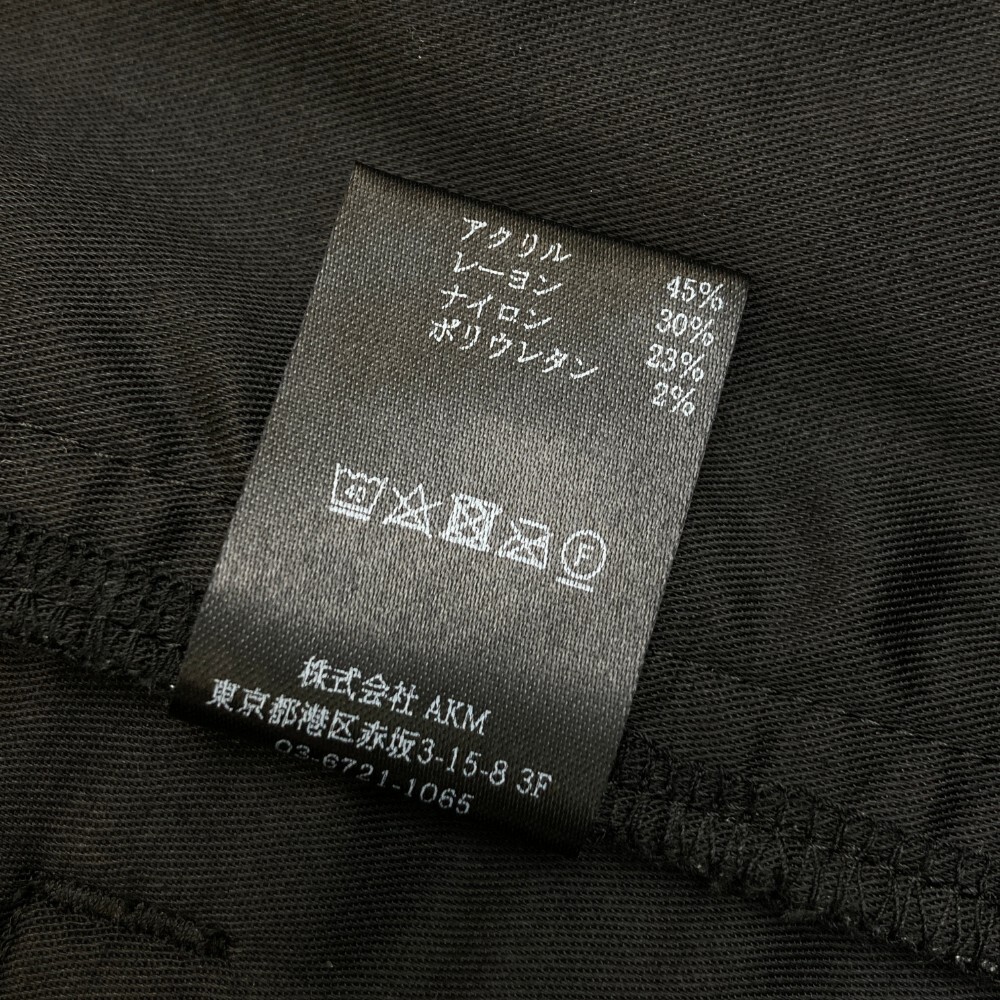 アクリル 45%
レーヨン 30%
ナイロン 23%
ポリウレタン 2%
40 F
株式会社 AKM
東京都港区赤坂3-15-8 3F
03-6721-1065